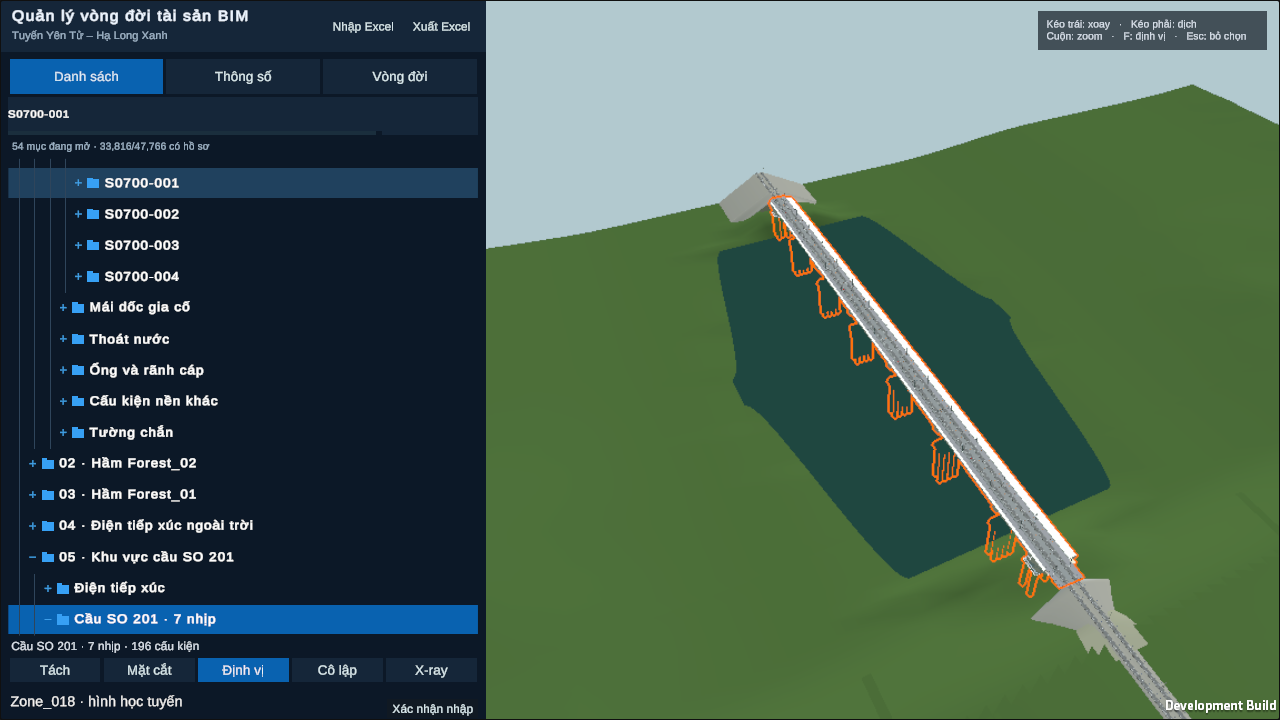 Quản lý vòng đời tài sản BIM
Tuyến Yên Tử – Hạ Long Xanh
Nhập Excel
Xuất Excel
Danh sách
Thông số
Vòng đời
S0700-001
54 mục đang mở · 33,816/47,766 có hồ sơ
+ S0700-001
+ S0700-002
+ S0700-003
+ S0700-004
+ Mái dốc gia cố
+ Thoát nước
+ Ống và rãnh cáp
+ Cấu kiện nền khác
+ Tường chắn
+ 02 · Hầm Forest_02
+ 03 · Hầm Forest_01
+ 04 · Điện tiếp xúc ngoài trời
– 05 · Khu vực cầu SO 201
+ Điện tiếp xúc
– Cầu SO 201 · 7 nhịp
Cầu SO 201 · 7 nhịp · 196 cấu kiện
Tách
Mặt cắt
Định vị
Cô lập
X-ray
Zone_018 · hình học tuyến
Xác nhận nhập
Kéo trái: xoay · Kéo phải: dịch
Cuộn: zoom · F: định vị · Esc: bỏ chọn
Development Build